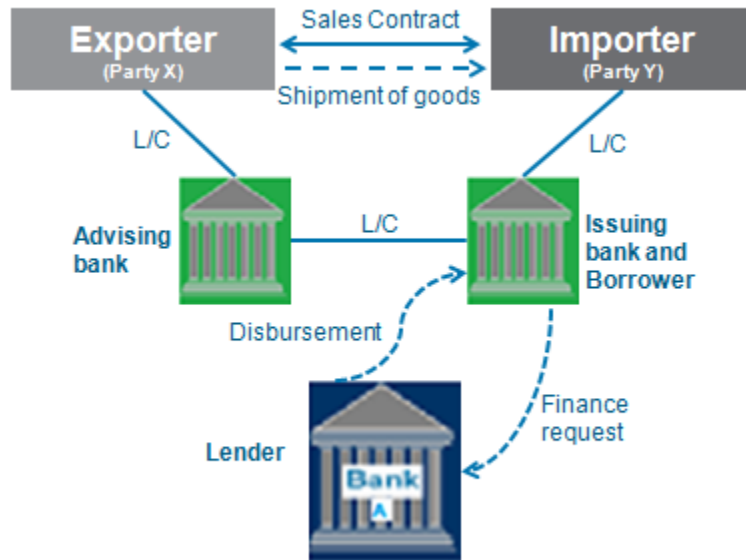 Exporter
(Party X)
Sales Contract
Importer
(Party Y)
Shipment of goods
L/C
L/C
Advising
bank
L/C
Issuing
bank and
Borrower
Disbursement
Finance
request
Lender
Bank
A